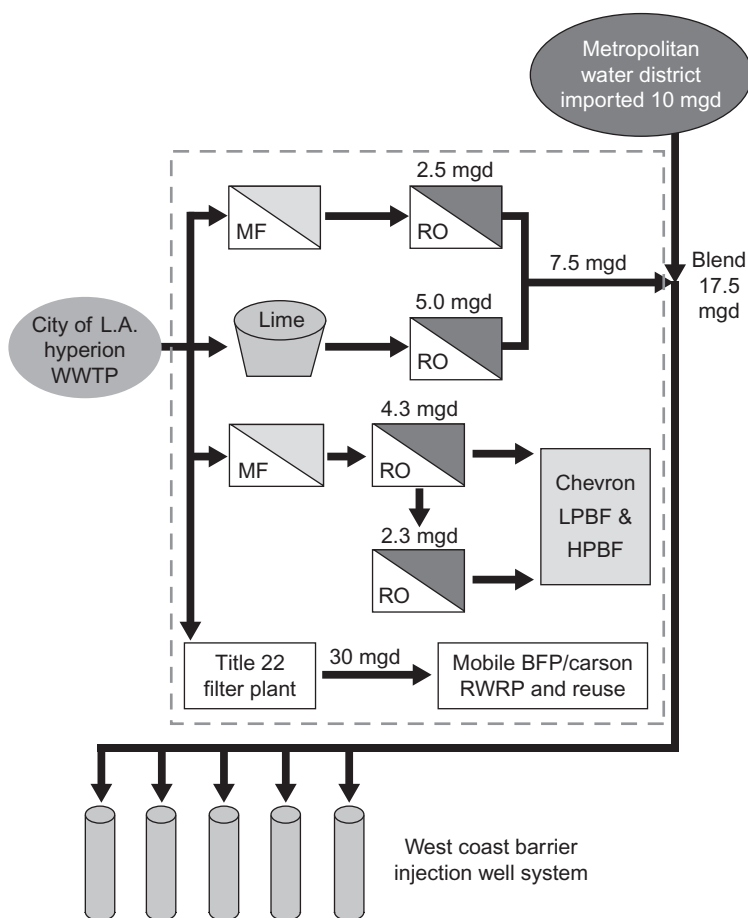 Metropolitan
water district
imported 10 mgd
2.5 mgd
MF
RO
7.5 mgd
Blend
17.5
mgd
City of L.A.
hyperion
WWTP
Lime
5.0 mgd
RO
4.3 mgd
MF
RO
Chevron
LPBF &
HPBF
2.3 mgd
RO
Title 22
filter plant
30 mgd
Mobile BFP/carson
RWRP and reuse
West coast barrier
injection well system